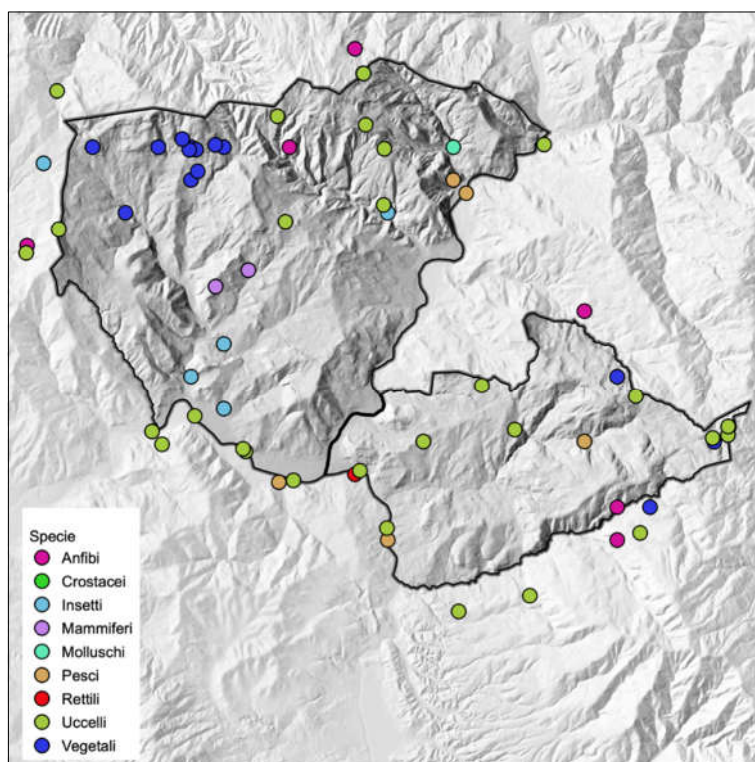 Specie
Anfibi
Crostacei
Insetti
Mammiferi
Molluschi
Pesci
Rettili
Uccelli
Vegetali